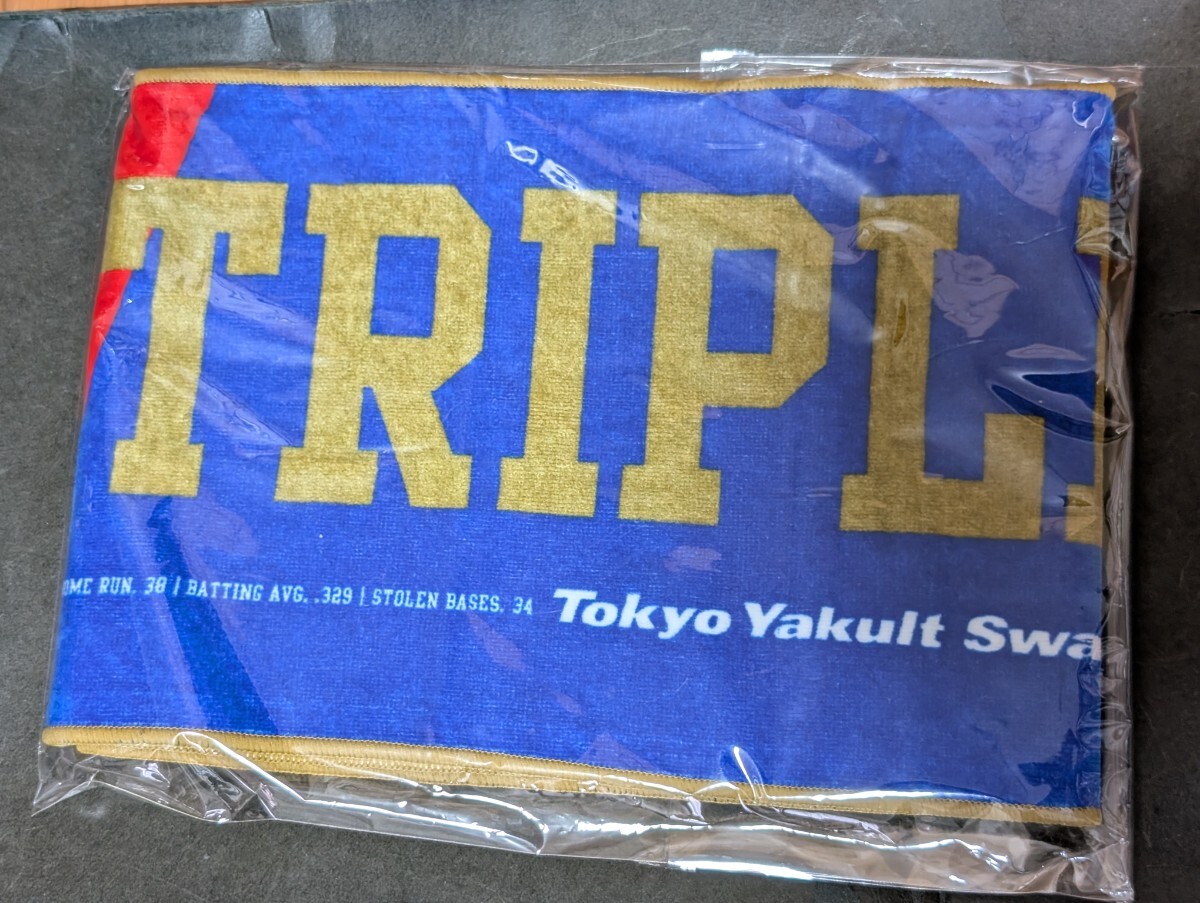 TRIPL
OME RUN. 38 | BATTING AVG. .329 | STOLEN BASES. 34
Tokyo Yakult Swa